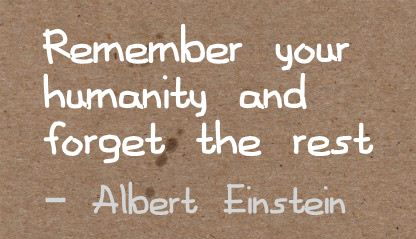 Remember your
humanity and
forget the rest
- Albert Einstein